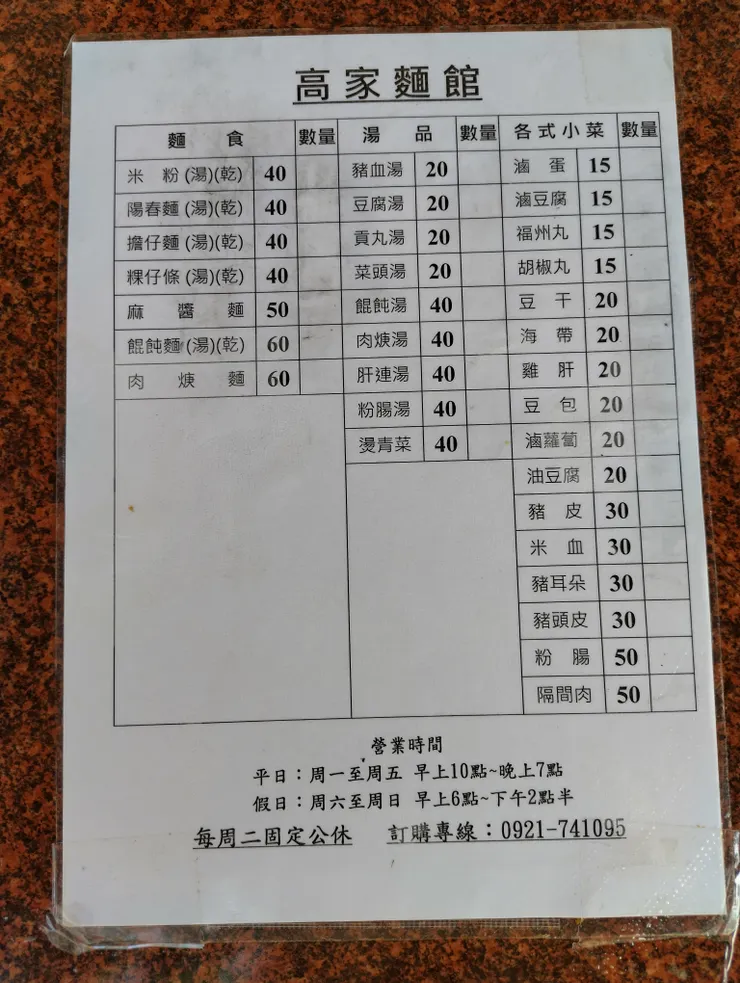 高家麵館
麵食 數量 湯品 數量 各式小菜 數量
米粉(湯)(乾) 40 豬血湯 20 滷蛋 15
陽春麵(湯)(乾) 40 豆腐湯 20 滷豆腐 15
擔仔麵(湯)(乾) 40 貢丸湯 20 福州丸 15
粿仔條(湯)(乾) 40 菜頭湯 20 胡椒丸 15
麻醬麵 50 餛飩湯 40 豆干 20
餛飩麵(湯)(乾) 60 肉焿湯 40 海帶 20
肉焿麵 60 肝連湯 40 雞肝 20
粉腸湯 40 豆包 20
燙青菜 40 滷蘿蔔 20
油豆腐 20
豬皮 30
米血 30
豬耳朵 30
豬頭皮 30
粉腸 50
隔間肉 50
營業時間
平日：周一至周五 早上10點~晚上7點
假日：周六至周日 早上6點~下午2點半
每周二固定公休 訂購專線：0921-741095